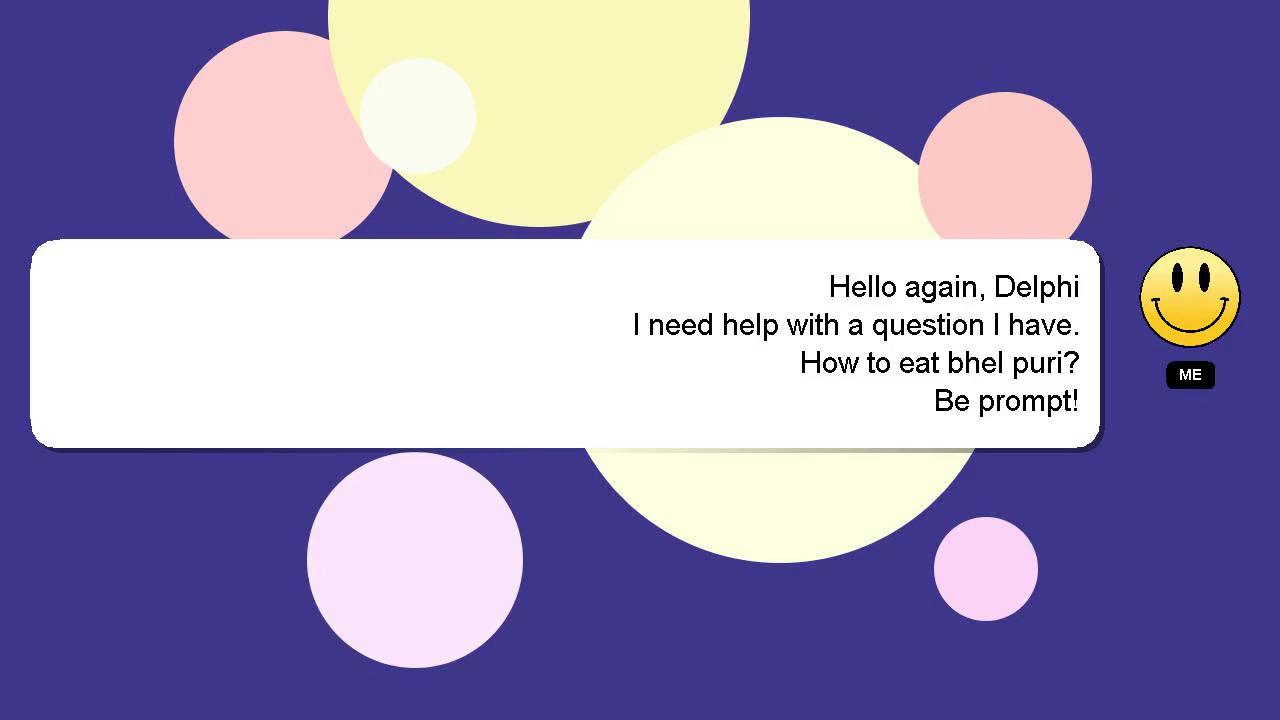 Hello again, Delphi
I need help with a question I have.
How to eat bhel puri?
Be prompt!
ME